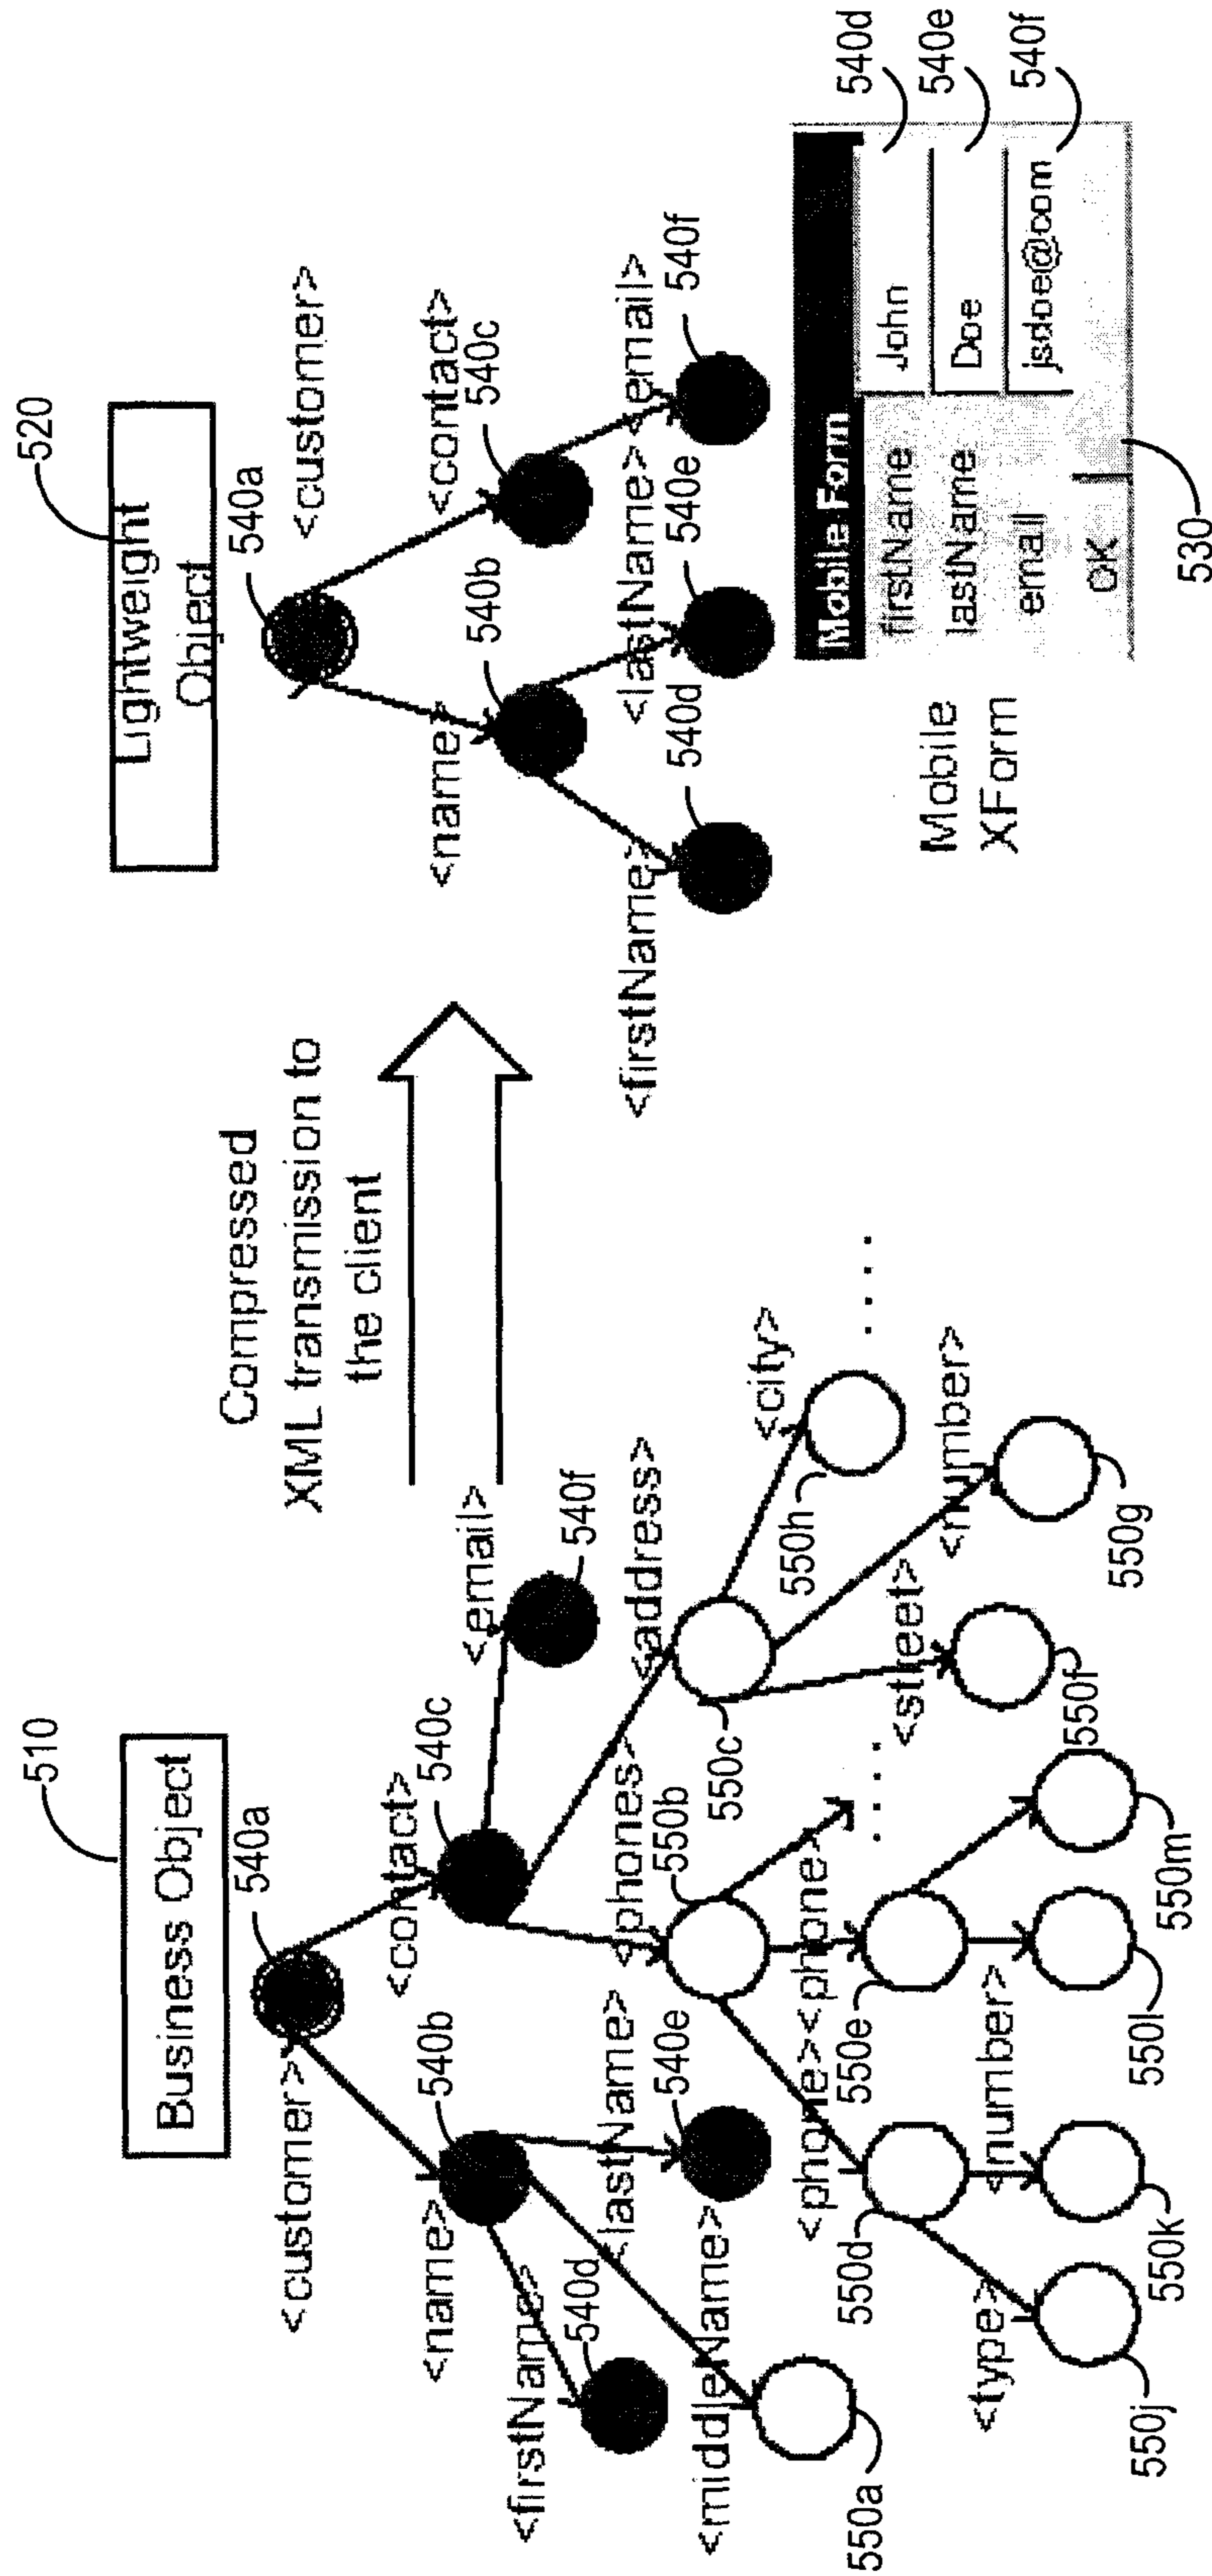 510
Business Object
540a
<customer>
<contact>
540c
<name>
540b
<email>
540f
<firstName>
540d
<lastName>
540e
<middleName>
550a
<phones>
550b
<address>
550c
<phone>
<phone>
550d
550e
. . . .
<street>
550f
<number>
550g
<city>
550h
. . . .
<type>
550j
<number>
550k
550l
550m
Compressed
XML transmission to
the client
520
Lightweight
Object
540a
<customer>
<name>
540b
<contact>
540c
<firstName>
540d
<lastName>
540e
<email>
540f
Mobile
XForm
Mobile Form
firstName
John
540d
lastName
Doe
540e
email
jsdoe@com
540f
OK
530